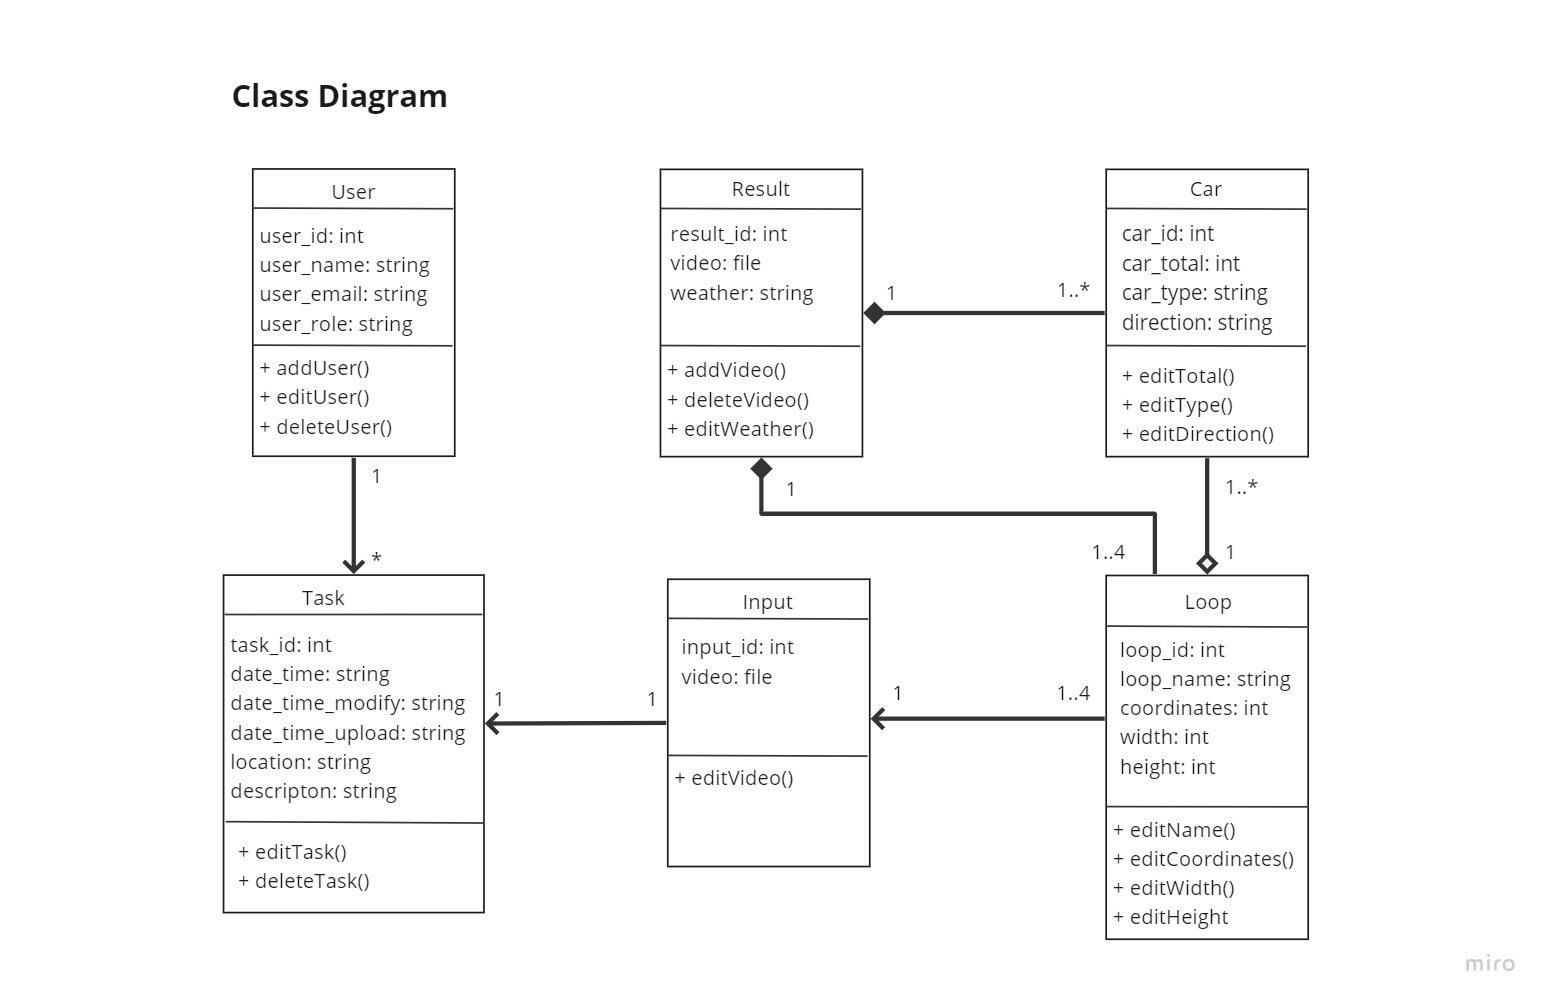 Class Diagram
User
user_id: int
user_name: string
user_email: string
user_role: string
+ addUser()
+ editUser()
+ deleteUser()
1
*
Result
result_id: int
video: file
weather: string
+ addVideo()
+ deleteVideo()
+ editWeather()
1
1..*
Car
car_id: int
car_total: int
car_type: string
direction: string
+ editTotal()
+ editType()
+ editDirection()
1
1..4
1..*
1
Task
task_id: int
date_time: string
date_time_modify: string
date_time_upload: string
location: string
descripton: string
+ editTask()
+ deleteTask()
1
1
Input
input_id: int
video: file
+ editVideo()
1
1..4
Loop
loop_id: int
loop_name: string
coordinates: int
width: int
height: int
+ editName()
+ editCoordinates()
+ editWidth()
+ editHeight
miro